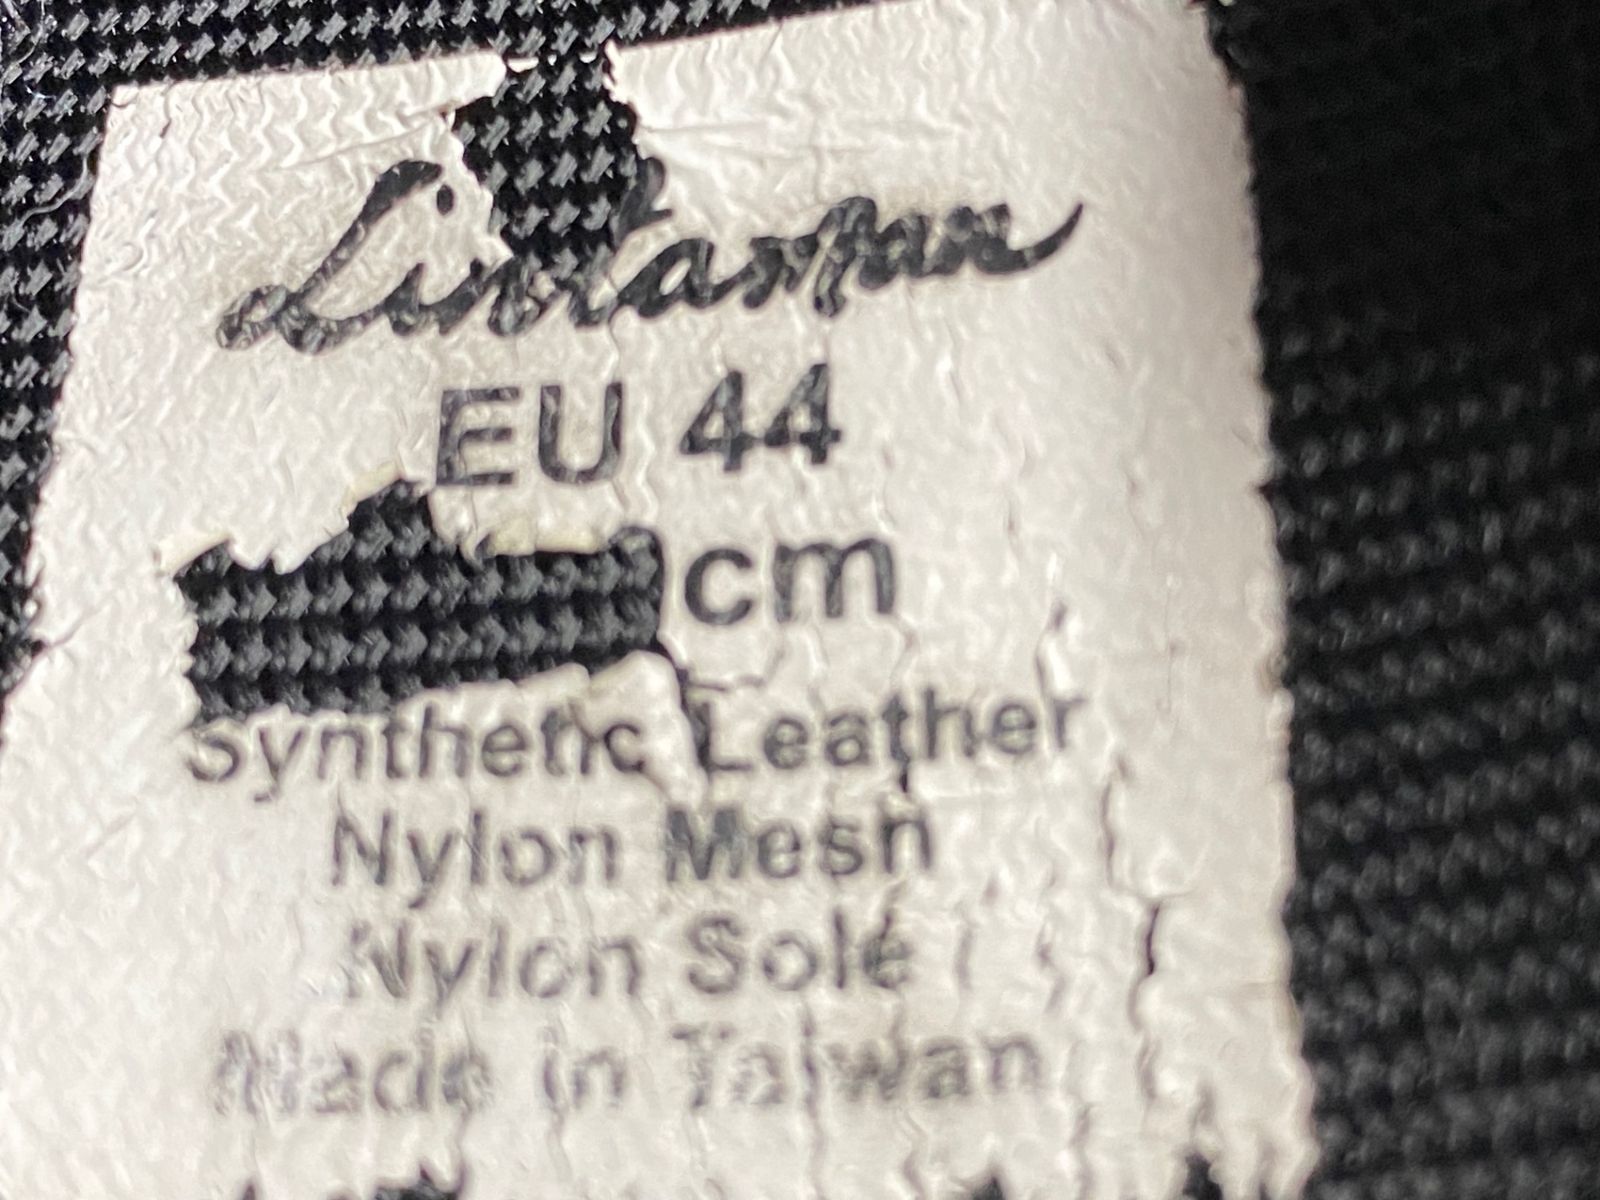 Lintaman
EU 44
cm
Synthetic Leather
Nylon Mesh
Nylon Sole
Made in Taiwan